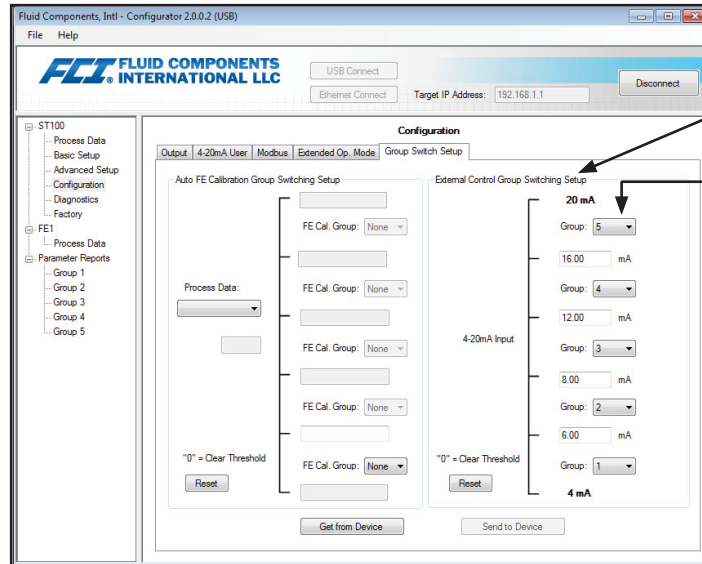 Fluid Components, Intl - Configurator 2.0.0.2 (USB)
File Help
FCI. FLUID COMPONENTS
® INTERNATIONAL LLC
USB Connect
Ethernet Connect
Target IP Address: 192.168.1.1
Disconnect
ST100
Process Data
Basic Setup
Advanced Setup
Configuration
Diagnostics
Factory
FE1
Process Data
Parameter Reports
Group 1
Group 2
Group 3
Group 4
Group 5
Configuration
Output 4-20mA User Modbus Extended Op. Mode Group Switch Setup
Auto FE Calibration Group Switching Setup
FE Cal. Group: None
FE Cal. Group: None
Process Data:
FE Cal. Group: None
FE Cal. Group: None
"0" = Clear Threshold
FE Cal. Group: None
Reset
External Control Group Switching Setup
20 mA
Group: 5
16.00 mA
Group: 4
12.00 mA
4-20mA Input
Group: 3
8.00 mA
Group: 2
6.00 mA
"0" = Clear Threshold
Group: 1
Reset
4 mA
Get from Device
Send to Device